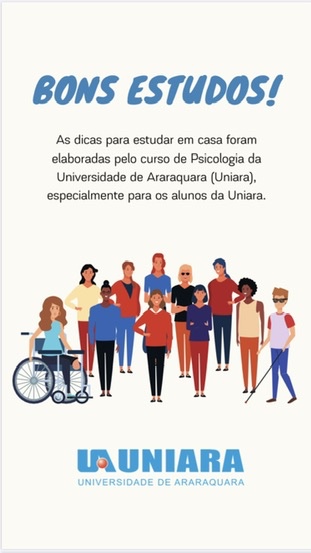 BONS ESTUDOS!
As dicas para estudar em casa foram
elaboradas pelo curso de Psicologia da
Universidade de Araraquara (Uniara),
especialmente para os alunos da Uniara.
UNIARA
UNIVERSIDADE DE ARARAQUARA